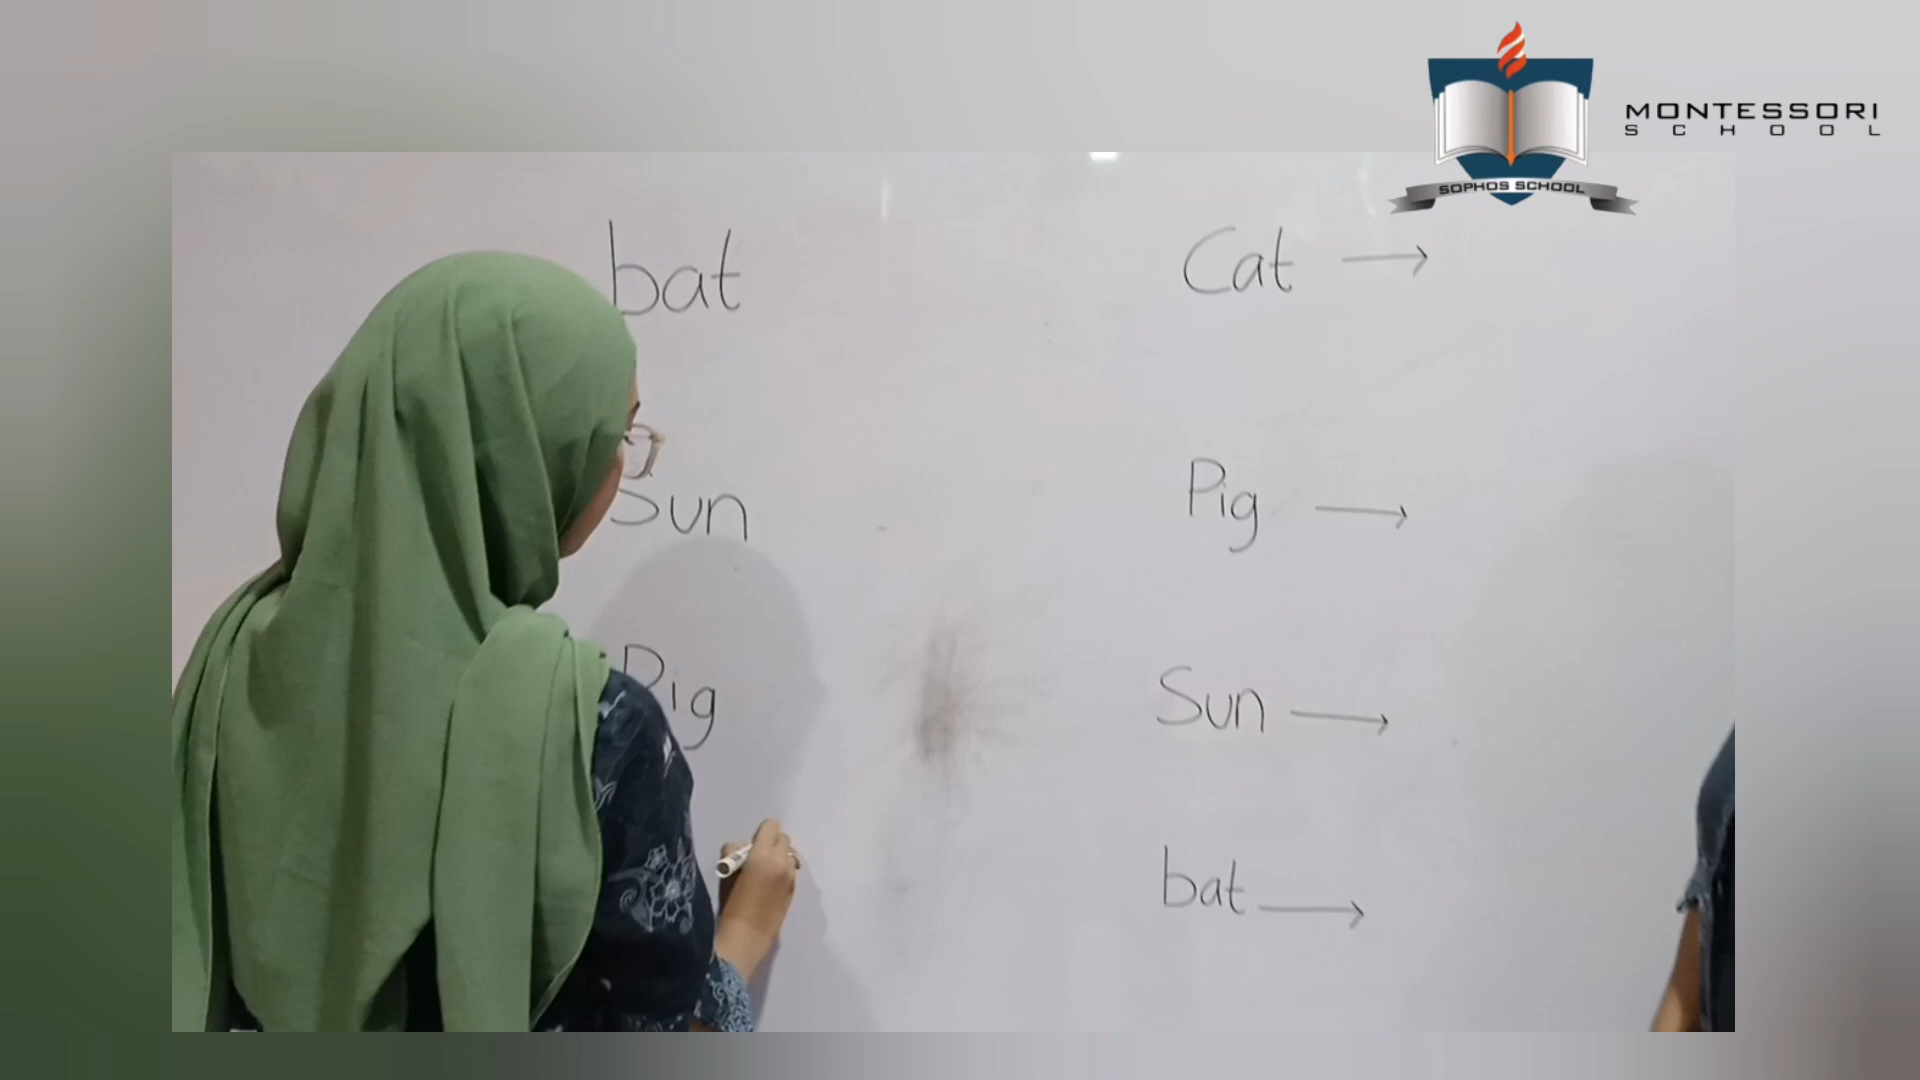 MONTESSORI
SCHOOL
SOPHOS SCHOOL
bat
Sun
Pig
Cat →
Pig →
Sun →
bat →